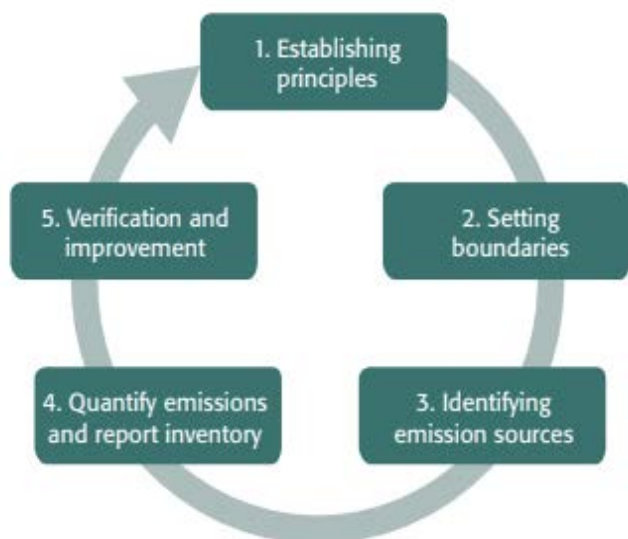 1. Establishing
principles
2. Setting
boundaries
3. Identifying
emission sources
4. Quantify emissions
and report inventory
5. Verification and
improvement